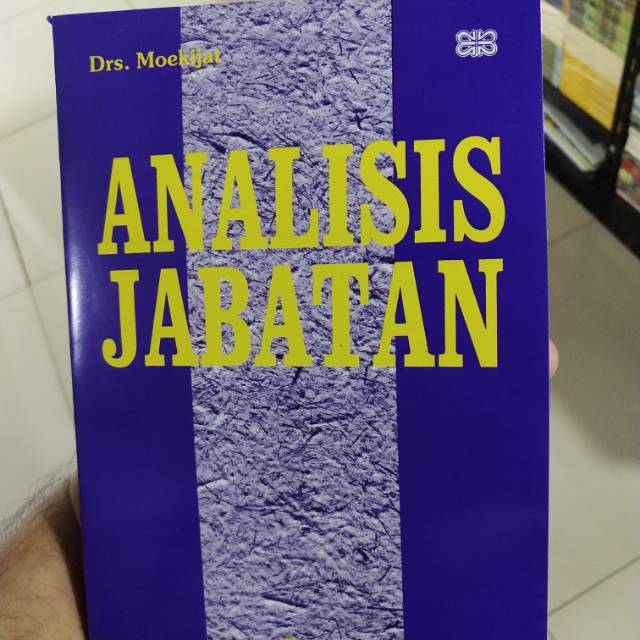 Drs. Moekijat
ANALISIS
JABATAN